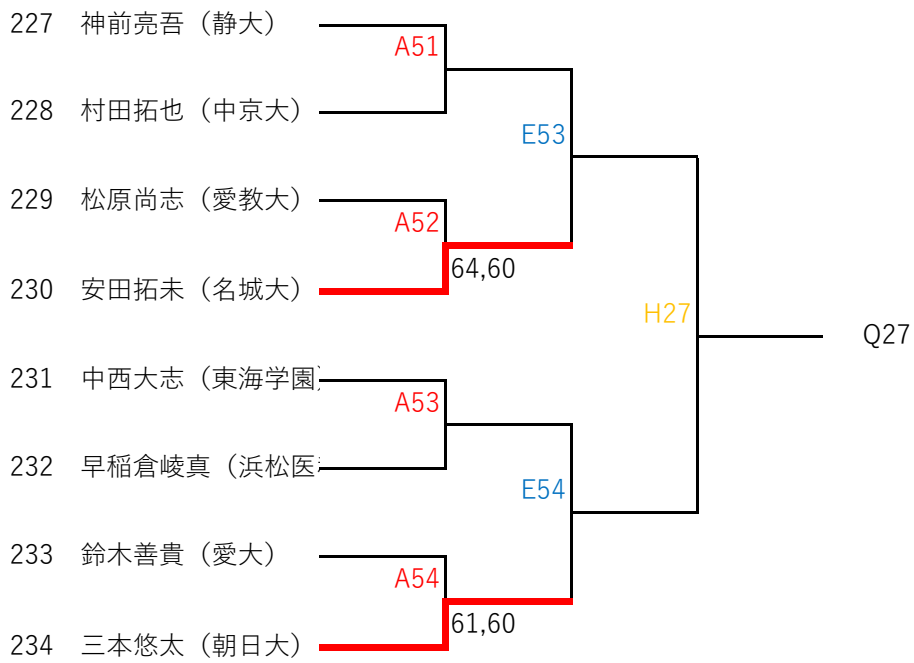 227 神前亮吾（静大）
A51
228 村田拓也（中京大）
E53
229 松原尚志（愛教大）
A52
64,60
230 安田拓未（名城大）
H27
Q27
231 中西大志（東海学園）
A53
232 早稲倉崚真（浜松医
E54
233 鈴木善貴（愛大）
A54
61,60
234 三本悠太（朝日大）